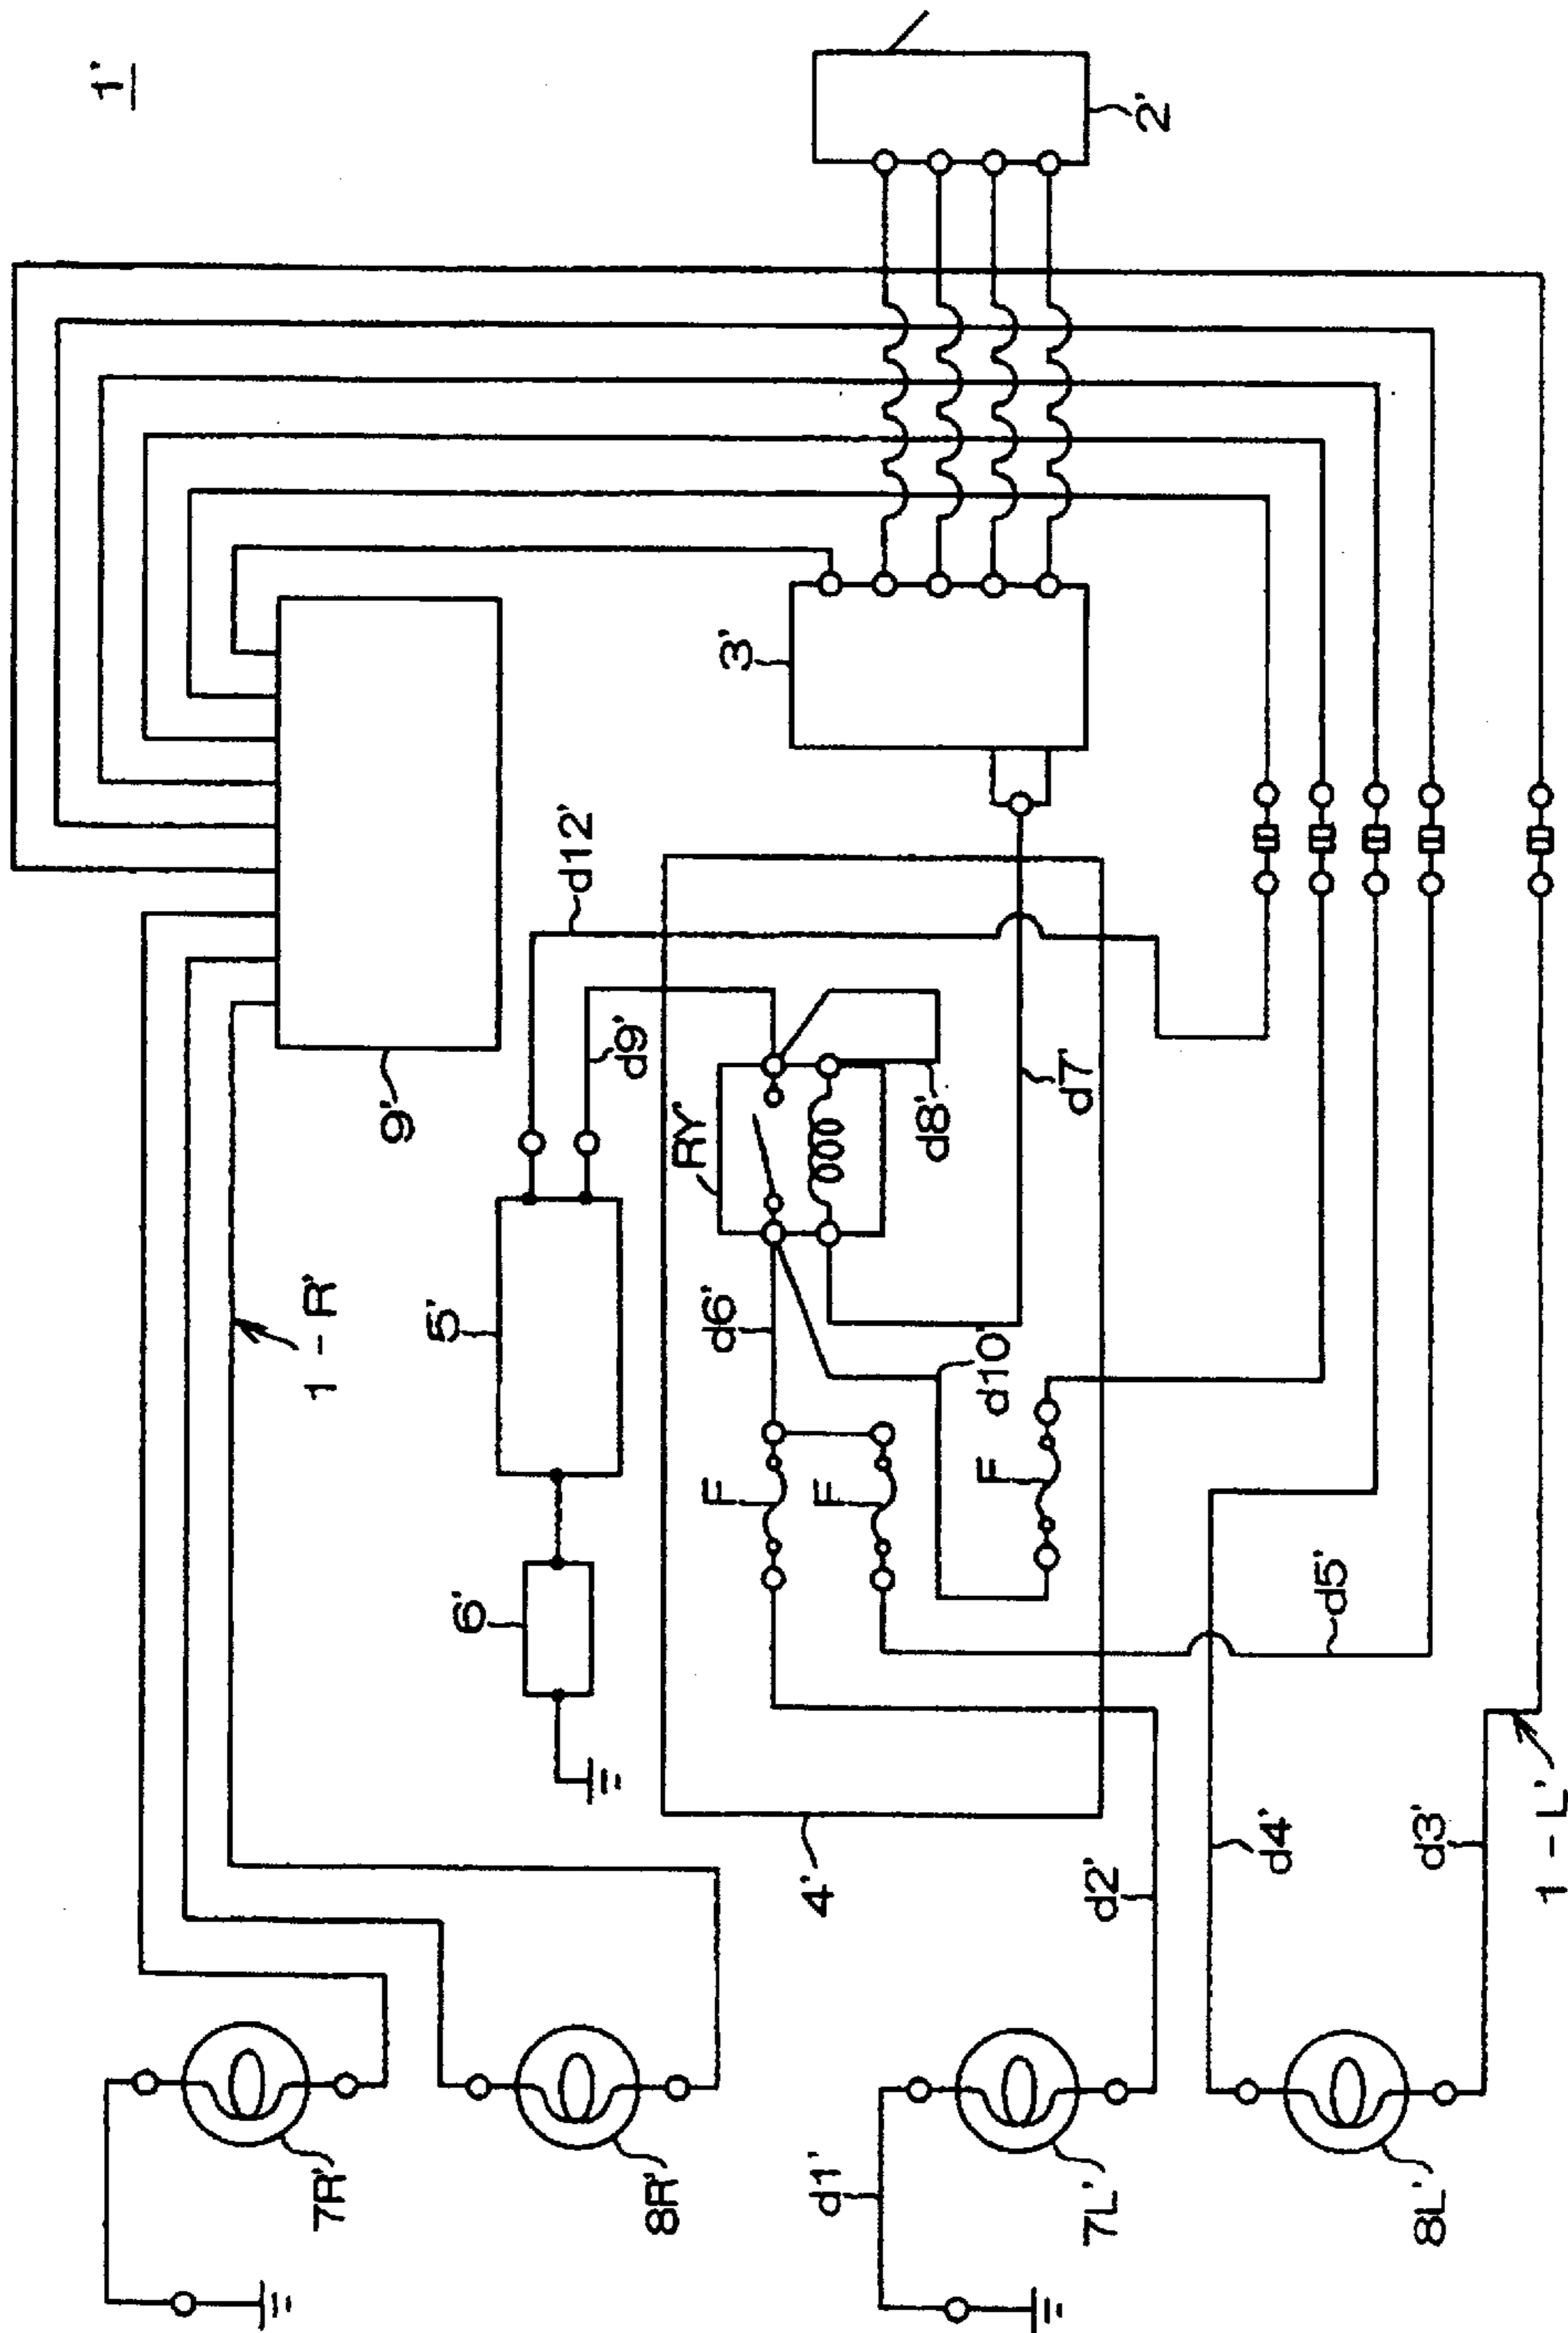 1'
2'
3'
d12'
9'
d9'
RY'
d8'
d7'
1-R'
5'
d6'
d10'
F
F
F
6'
d5'
4'
d2'
d4'
d3'
1-L'
7R'
8R'
d1'
7L'
8L'